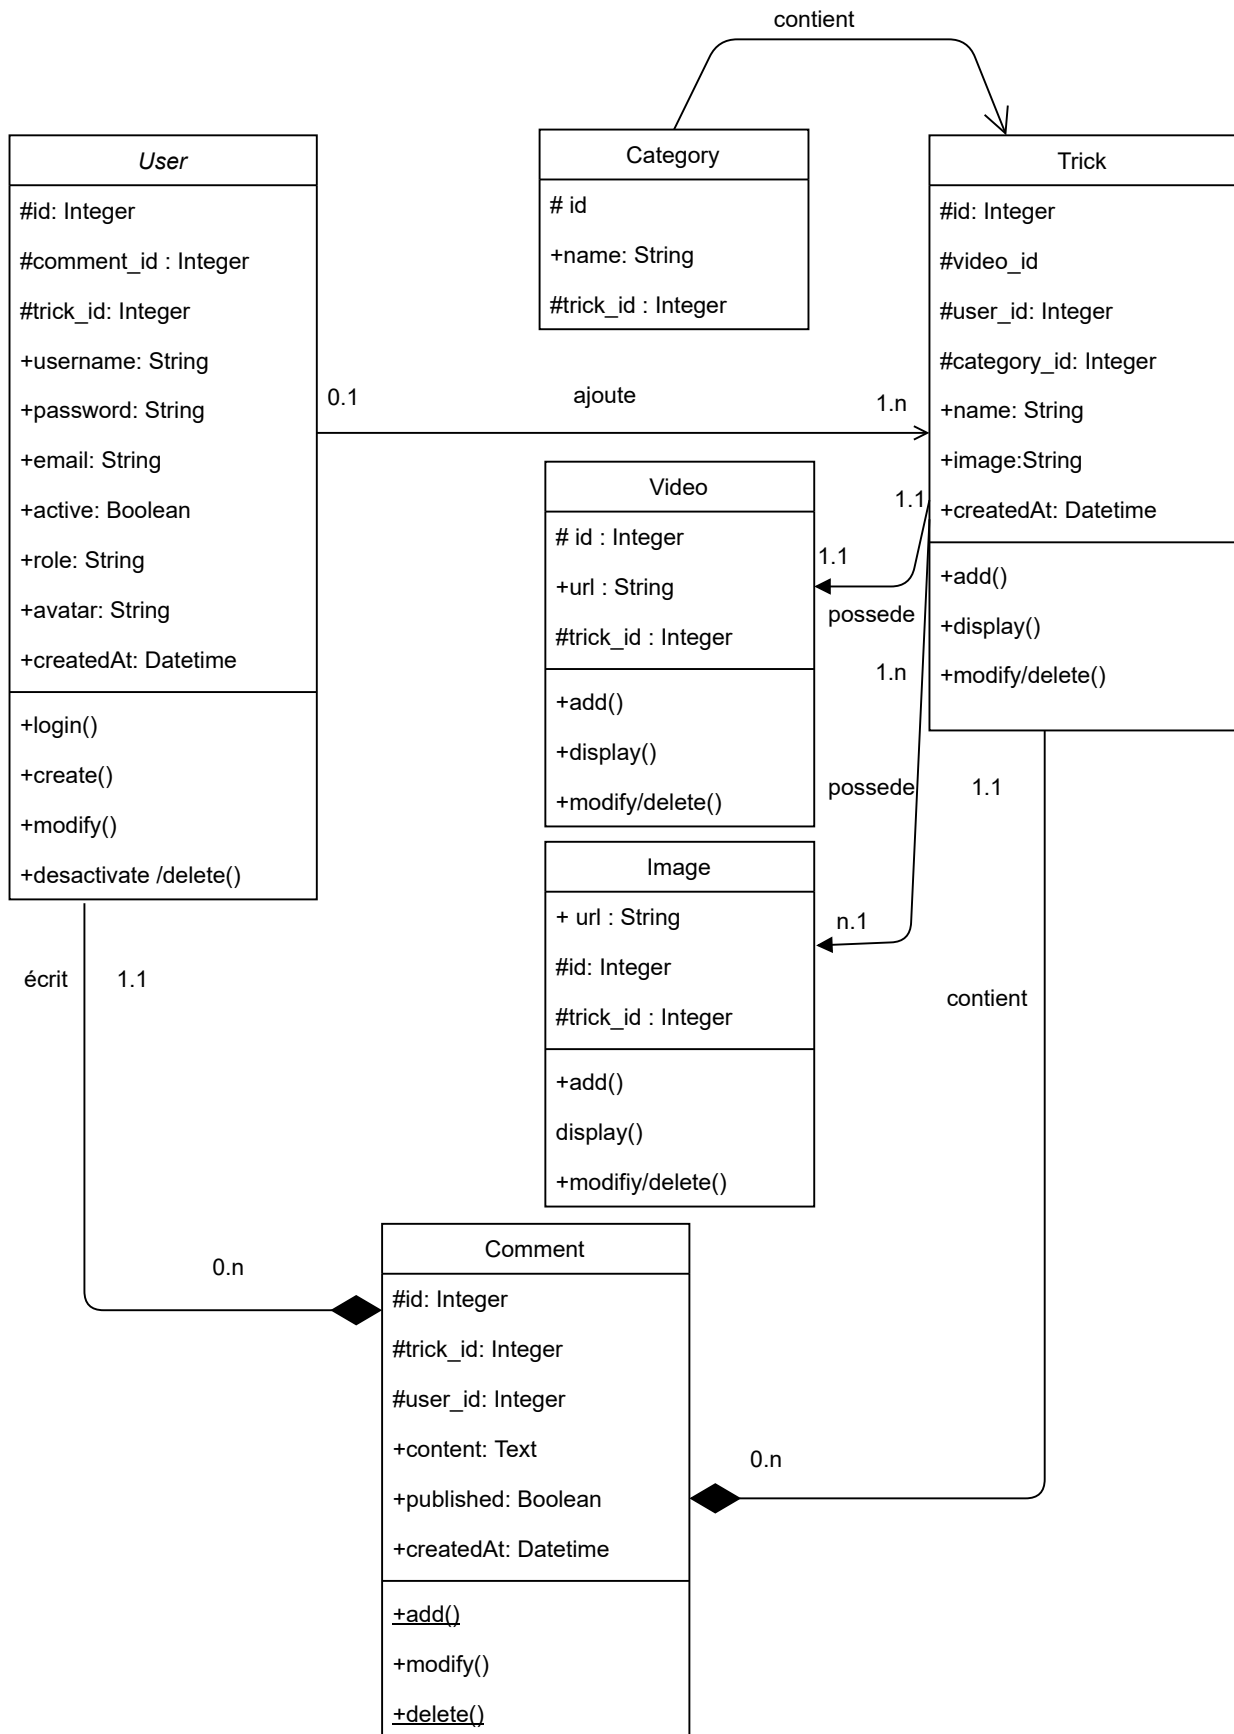 contient
User
#id: Integer
#comment_id : Integer
#trick_id: Integer
+username: String
+password: String
+email: String
+active: Boolean
+role: String
+avatar: String
+createdAt: Datetime
+login()
+create()
+modify()
+desactivate /delete()
Category
# id
+name: String
#trick_id : Integer
Trick
#id: Integer
#video_id
#user_id: Integer
#category_id: Integer
+name: String
+image:String
+createdAt: Datetime
+add()
+display()
+modify/delete()
0.1
ajoute
1.n
Video
# id : Integer
+url : String
#trick_id : Integer
+add()
+display()
+modify/delete()
1.1
1.1
possede
1.n
possede
n.1
1.1
contient
Image
+ url : String
#id: Integer
#trick_id : Integer
+add()
display()
+modifiy/delete()
écrit
1.1
0.n
Comment
#id: Integer
#trick_id: Integer
#user_id: Integer
+content: Text
+published: Boolean
+createdAt: Datetime
+add()
+modify()
+delete()
0.n